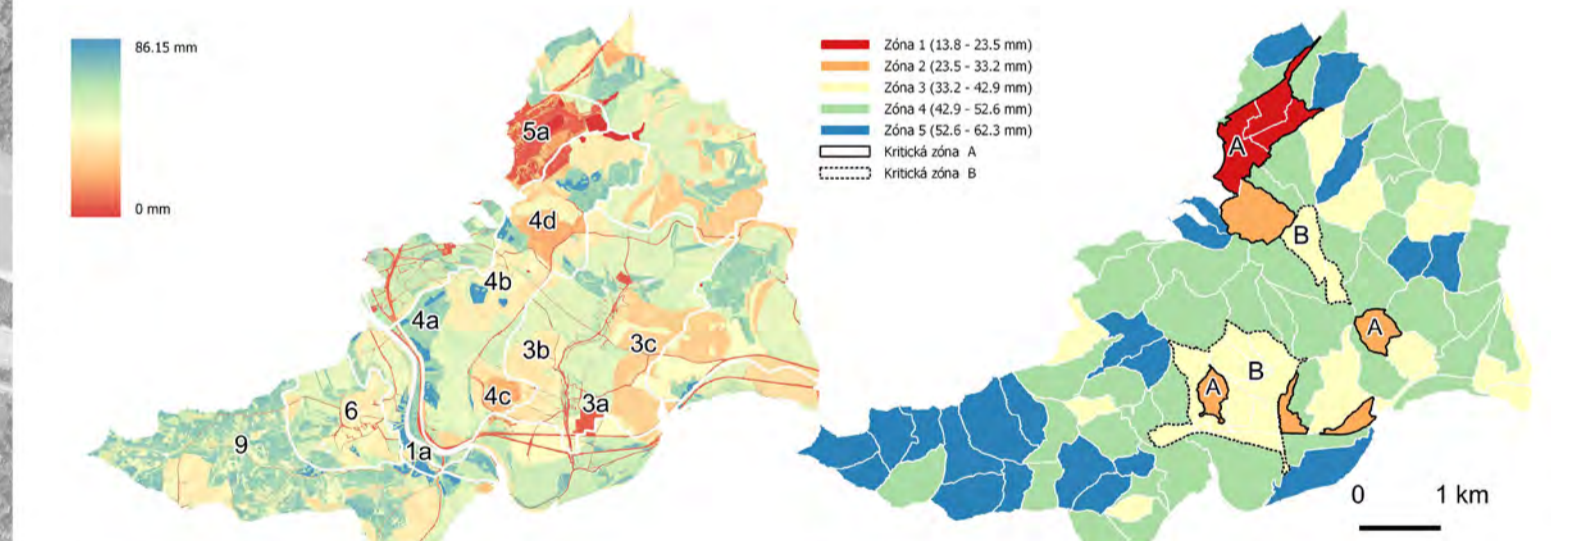 86.15 mm
0 mm
5a
4d
4b
4a
3b
3c
4c
3a
6
9
1a
Zóna 1 (13.8 - 23.5 mm)
Zóna 2 (23.5 - 33.2 mm)
Zóna 3 (33.2 - 42.9 mm)
Zóna 4 (42.9 - 52.6 mm)
Zóna 5 (52.6 - 62.3 mm)
Kritická zóna A
Kritická zóna B
A
B
A
B
A
0 1 km